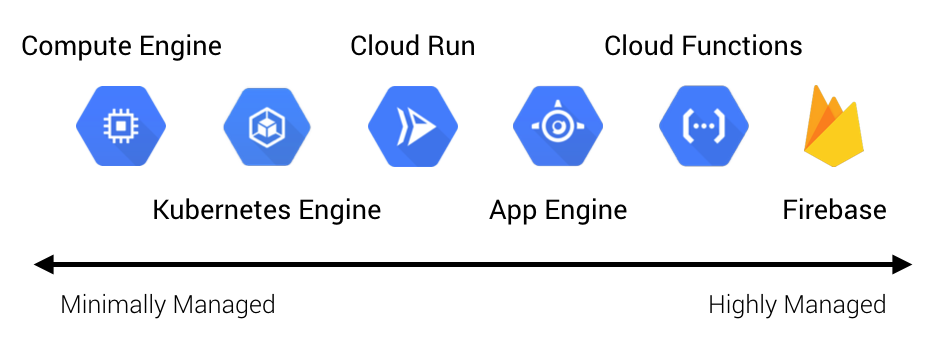 Compute Engine
Cloud Run
Cloud Functions
Kubernetes Engine
App Engine
Firebase
Minimally Managed
Highly Managed